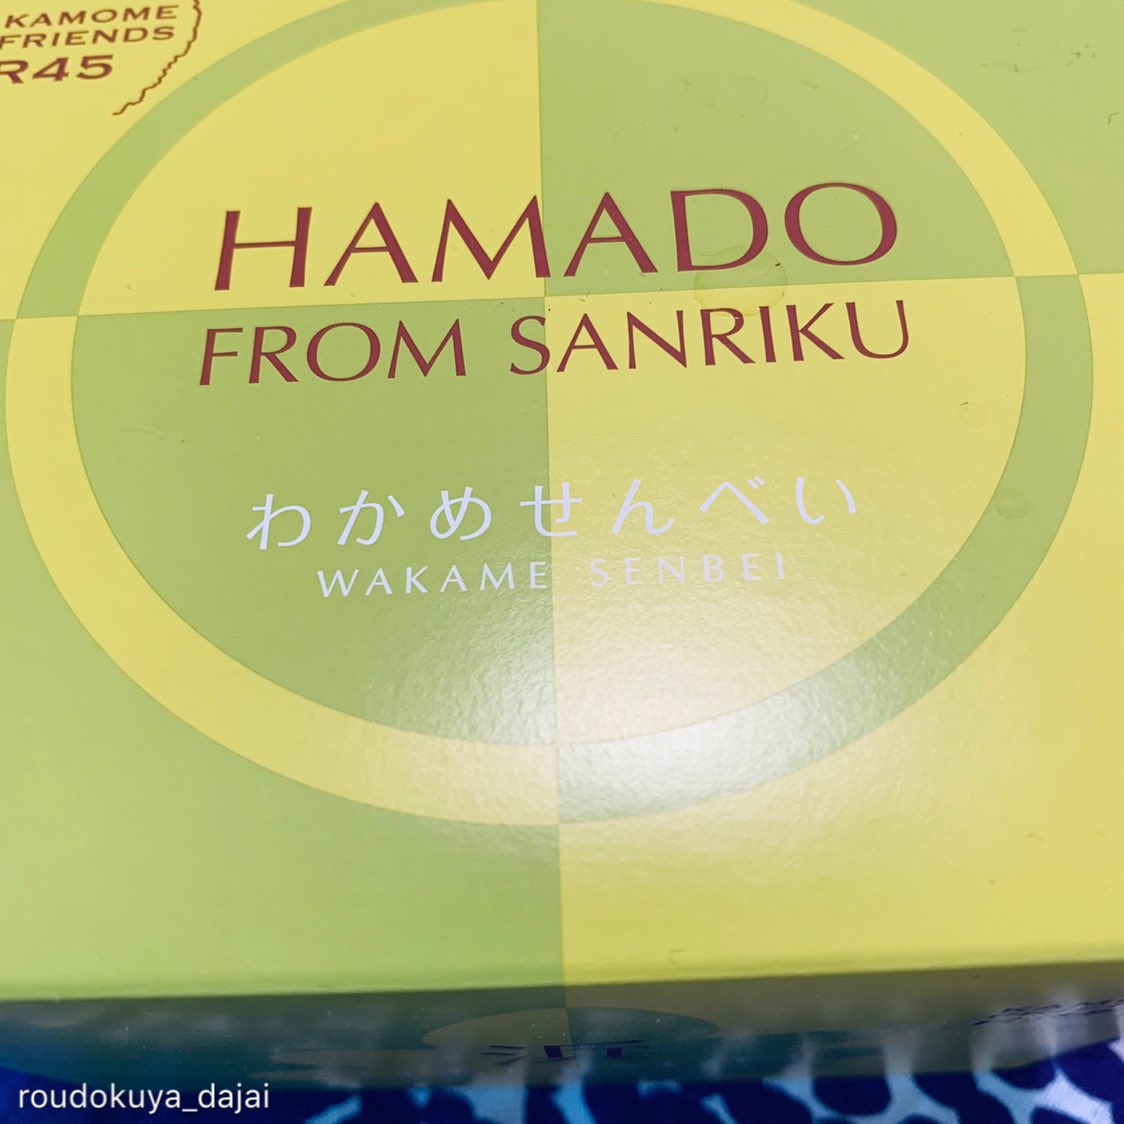 KAMOME
FRIENDS
R45
HAMADO
FROM SANRIKU
わかめせんべい
WAKAME SENBEI
roudokuya_dajai